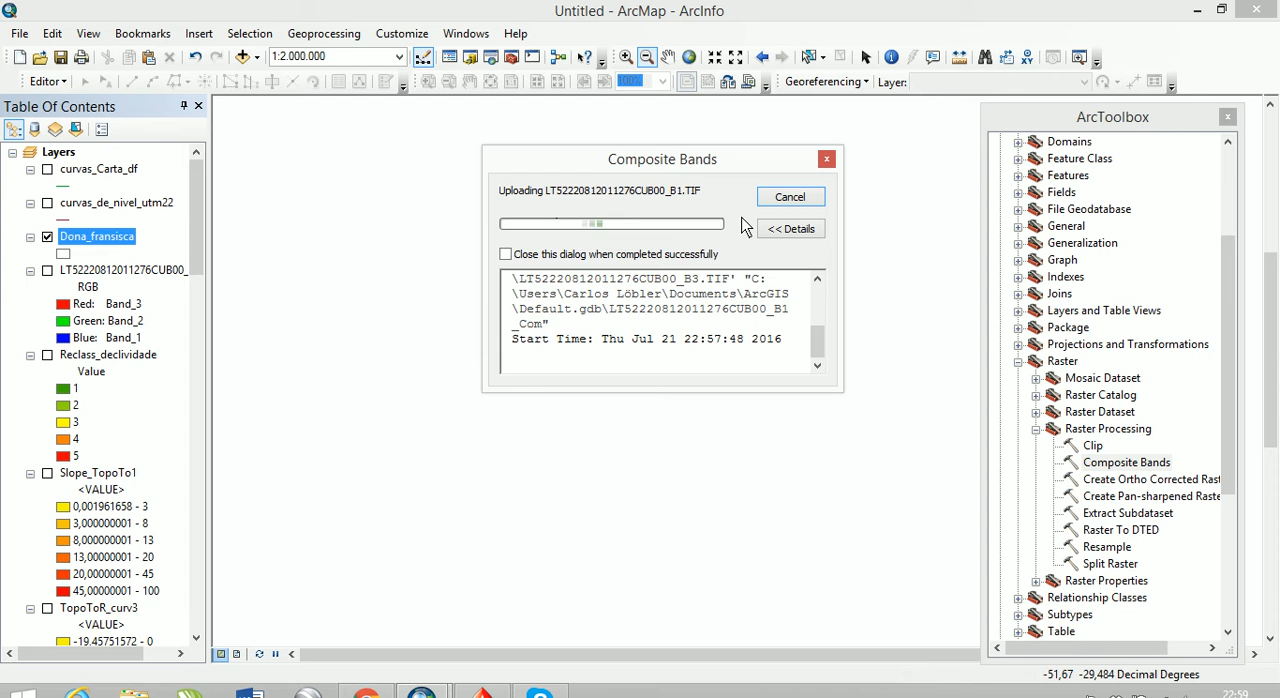 Untitled - ArcMap - ArcInfo
File Edit View Bookmarks Insert Selection Geoprocessing Customize Windows Help
1:2.000.000
Editor 100% Georeferencing Layer:
Table Of Contents
Layers
curvas_Carta_df
curvas_de_nivel_utm22
Dona_fransisca
LT52220812011276CUB00_
RGB
Red: Band_3
Green: Band_2
Blue: Band_1
Reclass_declividade
Value
1
2
3
4
5
Slope_TopoTo1
<VALUE>
0,001961658 - 3
3,000000001 - 8
8,000000001 - 13
13,00000001 - 20
20,00000001 - 45
45,00000001 - 100
TopoToR_curv3
<VALUE>
-19.45751572 - 0
Composite Bands
Uploading LT52220812011276CUB00_B1.TIF
Cancel
<< Details
Close this dialog when completed successfully
\LT52220812011276CUB00_B3.TIF' "C:
\Users\Carlos Löbler\Documents\ArcGIS
\Default.gdb\LT52220812011276CUB00_B1
_Com"
Start Time: Thu Jul 21 22:57:48 2016
ArcToolbox
Domains
Feature Class
Features
Fields
File Geodatabase
General
Generalization
Graph
Indexes
Joins
Layers and Table Views
Package
Projections and Transformations
Raster
Mosaic Dataset
Raster Catalog
Raster Dataset
Raster Processing
Clip
Composite Bands
Create Ortho Corrected Rast
Create Pan-sharpened Raste
Extract Subdataset
Raster To DTED
Resample
Split Raster
Raster Properties
Relationship Classes
Subtypes
Table
-51,67 -29,484 Decimal Degrees
22:59